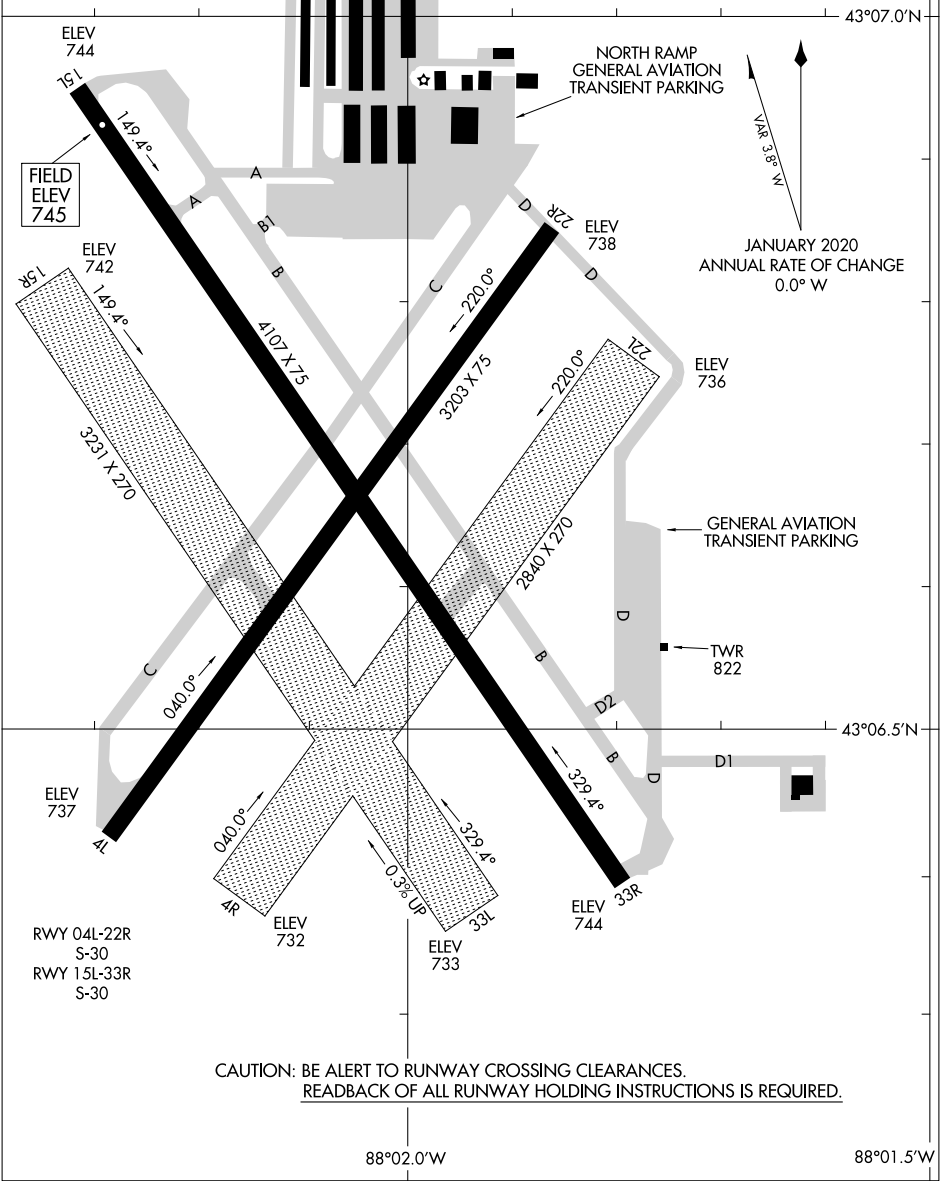 43°07.0'N
ELEV
744
15L
149.4°
NORTH RAMP
GENERAL AVIATION
TRANSIENT PARKING
VAR 3.8° W
JANUARY 2020
ANNUAL RATE OF CHANGE
0.0° W
FIELD
ELEV
745
A
A
B1
B
C
D
22R
D
ELEV
738
ELEV
742
15R
149.4°
220.0°
4107 X 75
3203 X 75
22L
220.0°
ELEV
736
3231 X 270
2840 X 270
GENERAL AVIATION
TRANSIENT PARKING
D
TWR
822
C
040.0°
B
D2
43°06.5'N
B
D
D1
329.4°
ELEV
737
4L
040.0°
329.4°
0.3% UP
4R
ELEV
732
33L
ELEV
733
33R
ELEV
744
RWY 04L-22R
S-30
RWY 15L-33R
S-30
CAUTION: BE ALERT TO RUNWAY CROSSING CLEARANCES.
READBACK OF ALL RUNWAY HOLDING INSTRUCTIONS IS REQUIRED.
88°02.0'W
88°01.5'W